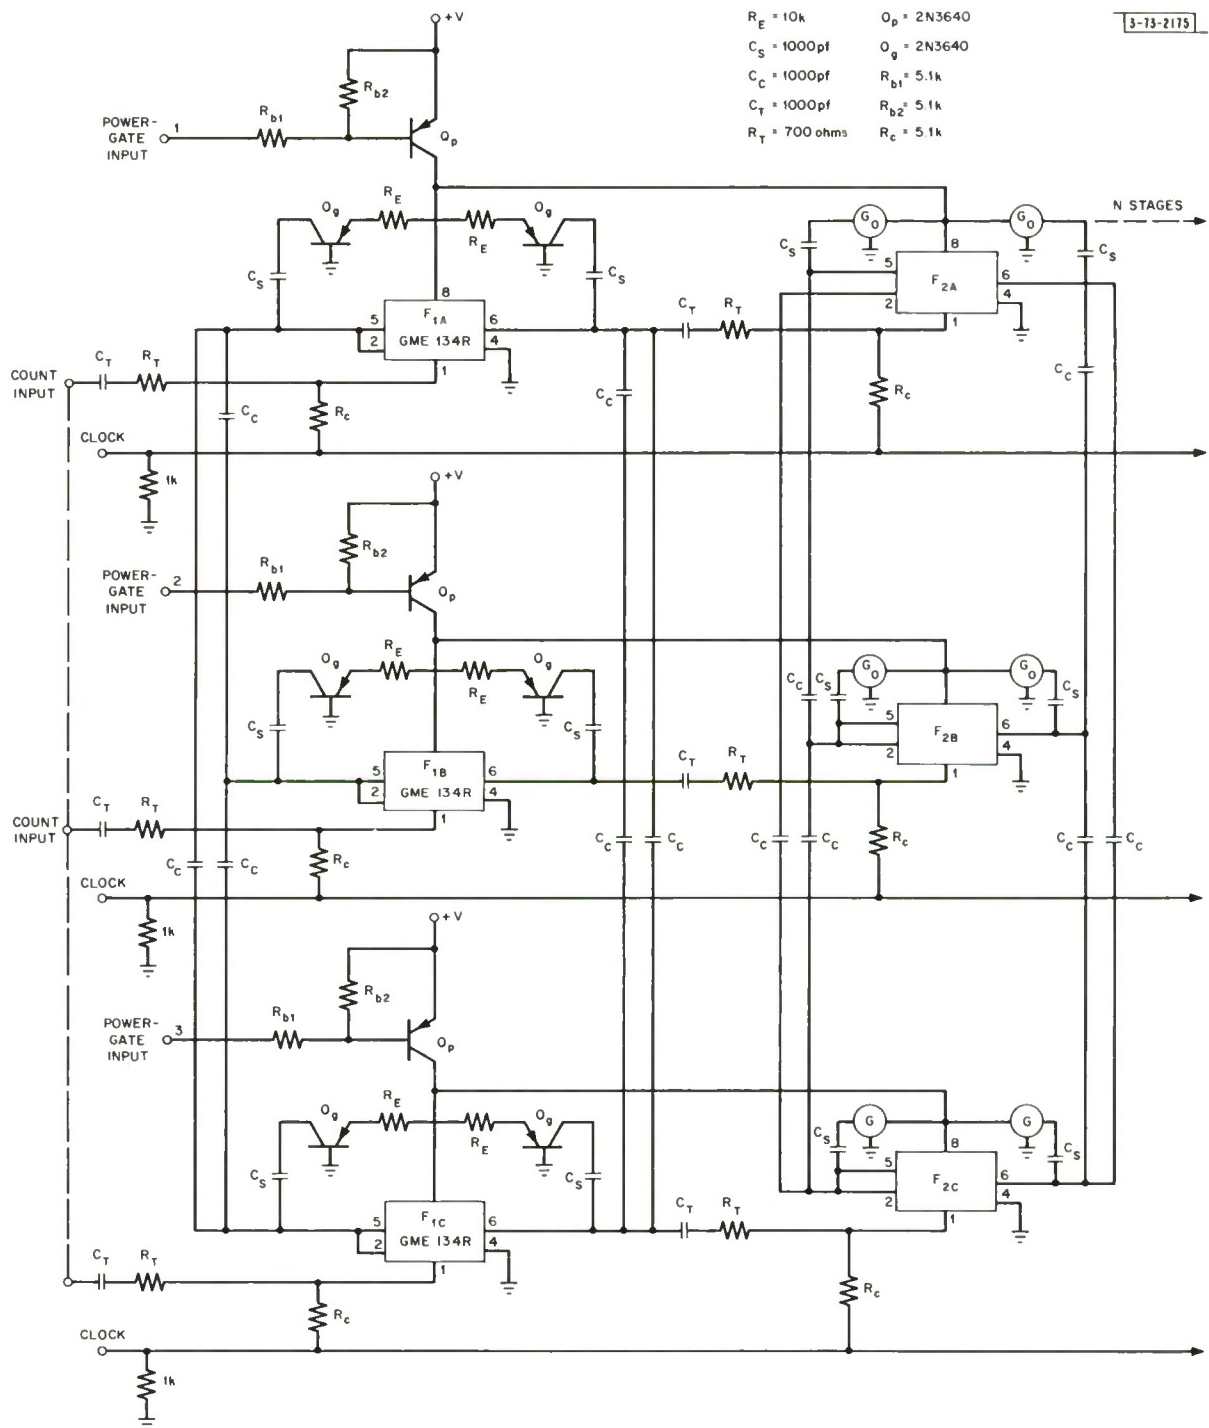 +V
R_E = 10k
O_p = 2N3640
3-73-2175
C_S = 1000pf
O_g = 2N3640
C_C = 1000pf
R_b1 = 5.1k
C_T = 1000pf
R_b2 = 5.1k
R_T = 700 ohms
R_c = 5.1k
R_b2
R_b1
POWER-
GATE
INPUT
1
Q_p
R_E
O_g
O_g
R_E
C_S
C_S
G_O
G_O
N STAGES
C_S
C_S
8
5
F_2A
6
2
4
1
8
5
F_1A
6
2
GME 134R
4
1
C_T
R_T
C_C
COUNT
INPUT
C_T
R_T
C_C
R_c
C_C
R_c
CLOCK
1k
+V
R_b2
R_b1
POWER-
GATE
INPUT
2
O_p
R_E
O_g
O_g
R_E
C_S
C_S
G_O
G_O
C_C
C_S
C_S
5
F_2B
6
2
4
1
5
F_1B
6
2
GME 134R
4
1
C_T
R_T
COUNT
INPUT
C_T
R_T
C_C
C_C
R_c
C_C
C_C
C_C
C_C
R_c
C_C
C_C
CLOCK
1k
+V
R_b2
R_b1
POWER-
GATE
INPUT
3
O_p
R_E
O_g
O_g
R_E
C_S
C_S
G
G
C_S
C_S
8
5
F_2C
6
2
4
1
5
F_1C
6
2
GME 134R
4
1
C_T
R_T
C_T
R_T
R_c
R_c
CLOCK
1k